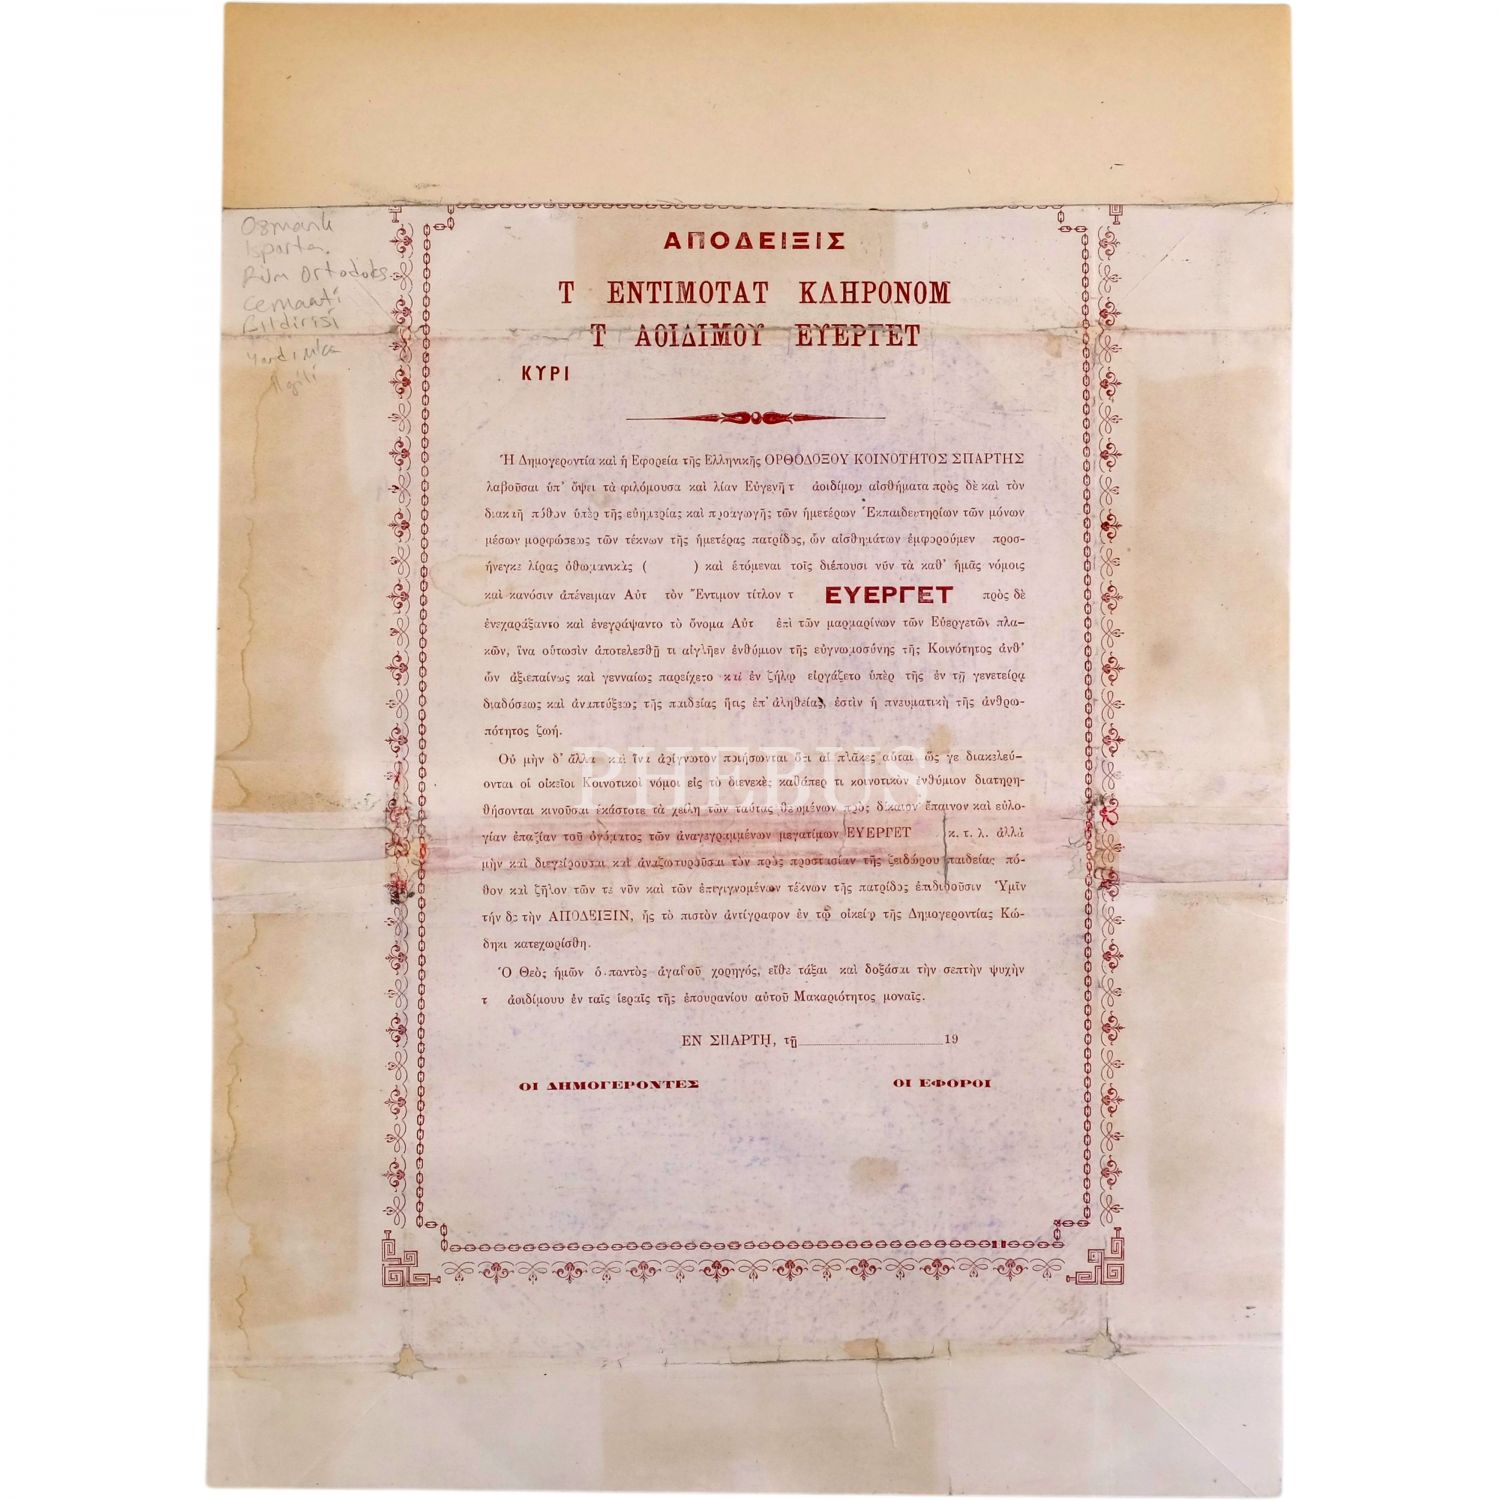 Osmanlı
Isparta
Rum Ortodoks
Cemaati
Bildirisi
Yardımla
ilgili
ΑΠΟΔΕΙΞΙΣ
Τ ΕΝΤΙΜΟΤΑΤ ΚΛΗΡΟΝΟΜ
Τ ΑΟΙΔΙΜΟΥ ΕΥΕΡΓΕΤ
ΚΥΡΙ
Ἡ Δημογεροντία καὶ ἡ Ἐφορεία τῆς Ἑλληνικῆς ΟΡΘΟΔΟΞΟΥ ΚΟΙΝΟΤΗΤΟΣ ΣΠΑΡΤΗΣ
λαβοῦσαι ὑπ' ὄψει τὰ φιλόμουσα καὶ λίαν Εὐγενῆ τ ἀοιδίμου αἰσθήματα πρὸς δὲ καὶ τὸν
διακαῆ πόθον ὑπὲρ τῆς εὐημερίας καὶ προαγωγῆς τῶν ἡμετέρων Ἐκπαιδευτηρίων τῶν μόνων
μέσων μορφώσεως τῶν τέκνων τῆς ἡμετέρας πατρίδος, ὧν αἰσθημάτων ἐμφορούμεν προσ-
ήνεγκε λίρας ὀθωμανικὰς ( ) καὶ ἑπόμεναι τοῖς διέπουσι νῦν τὰ καθ' ἡμᾶς νόμοις
καὶ κανόσιν ἀπένειμαν Αὐτ τὸν Ἔντιμον τίτλον τ ΕΥΕΡΓΕΤ πρὸς δὲ
ἐνεχαράξαντο καὶ ἐνεγράψαντο τὸ ὄνομα Αὐτ ἐπὶ τῶν μαρμαρίνων τῶν Εὐεργετῶν πλα-
κῶν, ἵνα οὑτωσὶν ἀποτελεσθῇ τι αἰγλῆεν ἐνθύμιον τῆς εὐγνωμοσύνης τῆς Κοινότητος ἀνθ'
ὧν ἀξιεπαίνως καὶ γενναίως παρείχετο καὶ ἐν ζήλῳ εἰργάζετο ὑπὲρ τῆς ἐν τῇ γενετείρᾳ
διαδόσεως καὶ ἀναπτύξεως τῆς παιδείας ἥτις ἐπ' ἀληθείας, ἐστὶν ἡ πνευματικὴ τῆς ἀνθρω-
πότητος ζωή.
Οὐ μὴν δ' ἀλλὰ καὶ ἵνα ἀρίγνωτον ποιήσωνται ὅτι αἱ πλᾶκες αὗται ὥς γε διακελεύ-
ονται οἱ οἰκεῖοι Κοινοτικοὶ νόμοι εἰς τὸ διενεκὲς καθάπερ τι κοινοτικὸν ἐνθύμιον διατηρη-
θήσονται κινοῦσαι ἑκάστοτε τὰ χείλη τῶν ταύτας θεωμένων πρὸς δίκαιον ἔπαινον καὶ εὐλο-
γίαν ἐπαξίαν τοῦ ὀνόματος τῶν ἀναγεγραμμένων μεγατίμων ΕΥΕΡΓΕΤ κ. τ. λ. ἀλλὰ
μὴν καὶ διεγείρουσαι καὶ ἀναζωπυροῦσαι τὸν πρὸς προστασίαν τῆς ζειδώρου παιδείας πό-
θον καὶ ζῆλον τῶν τε νῦν καὶ τῶν ἐπιγιγνομένων τέκνων τῆς πατρίδος ἐπιδιδοῦσιν Ὑμῖν
τήν δε τὴν ΑΠΟΔΕΙΞΙΝ, ἧς τὸ πιστὸν ἀντίγραφον ἐν τῷ οἰκείῳ τῆς Δημογεροντίας Κώ-
δηκι κατεχωρίσθη.
Ὁ Θεὸς ἡμῶν ὁ παντὸς ἀγαθοῦ χορηγός, εἴθε τάξαι καὶ δοξάσαι τὴν σεπτὴν ψυχὴν
τ ἀοιδίμουυ ἐν ταῖς ἱεραῖς τῆς ἐπουρανίου αὐτοῦ Μακαριότητος μοναῖς.
ΕΝ ΣΠΑΡΤῌ, τῇ 19
ΟΙ ΔΗΜΟΓΕΡΟΝΤΕΣ ΟΙ ΕΦΟΡΟΙ
PHEBUS